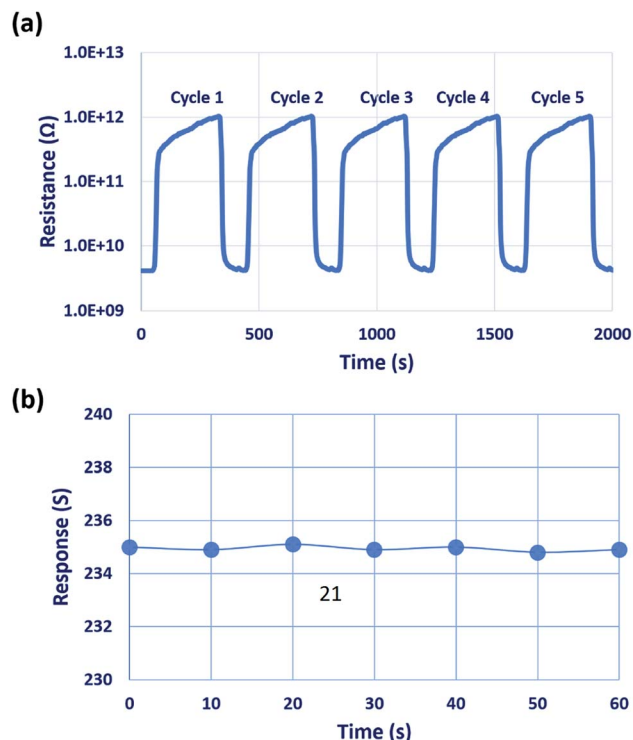 (a)
1.0E+13
Cycle 1 Cycle 2 Cycle 3 Cycle 4 Cycle 5
1.0E+12
1.0E+11
1.0E+10
1.0E+09
Resistance (Ω)
0 500 1000 1500 2000
Time (s)
(b)
240
238
236
234
232
230
Response (S)
21
0 10 20 30 40 50 60
Time (s)